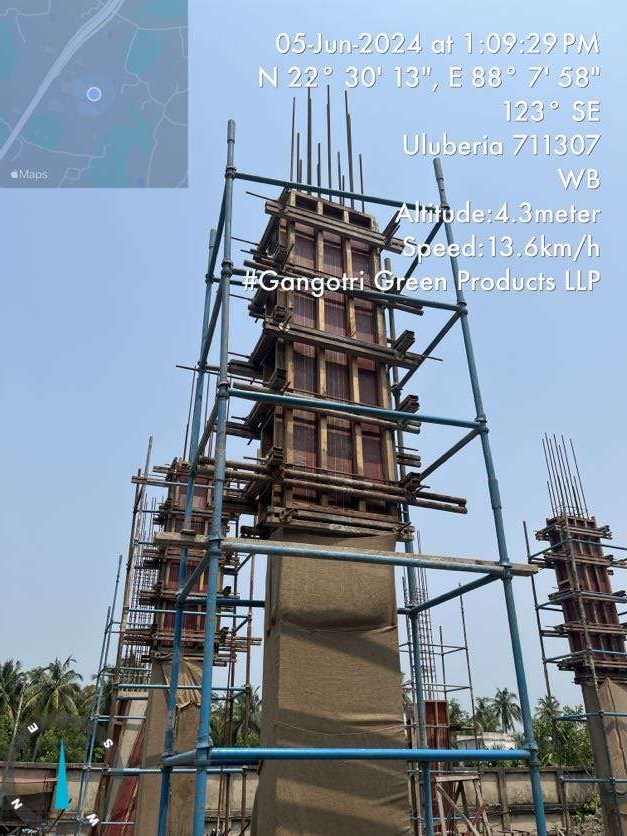 05-Jun-2024 at 1:09:29 PM
N 22° 30' 13", E 88° 7' 58"
123° SE
Uluberia 711307
WB
Altitude:4.3meter
Speed:13.6km/h
#Gangotri Green Products LLP
Maps
E
S
N
W